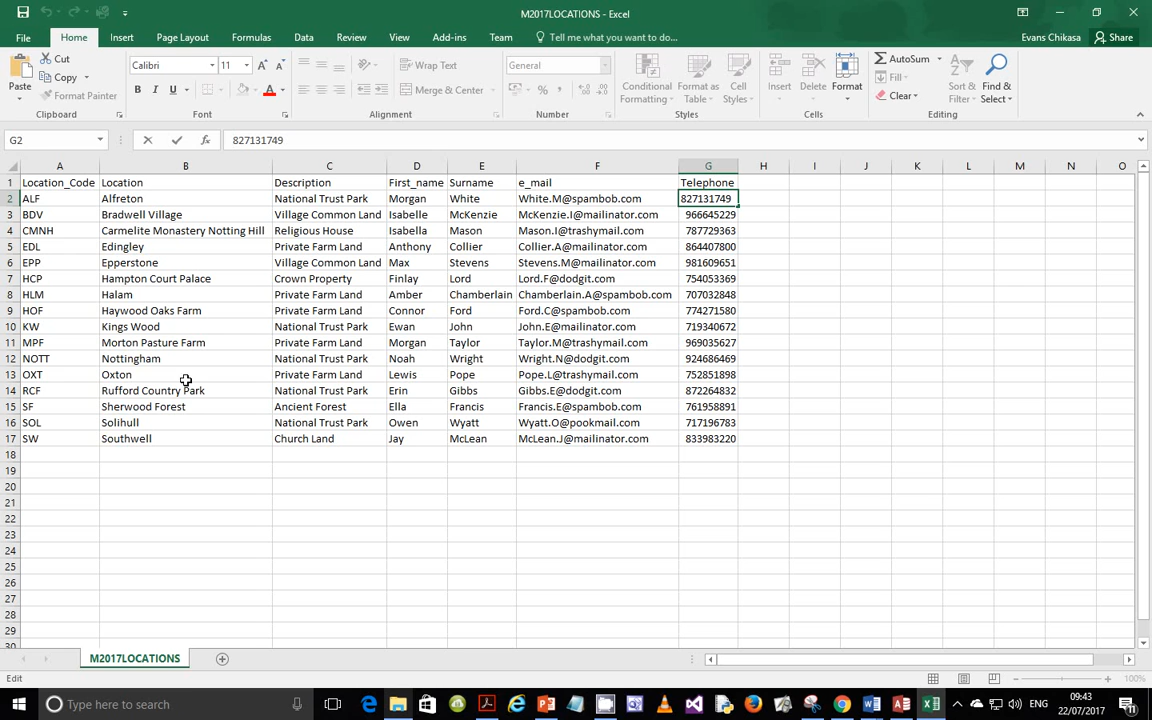 M2017LOCATIONS - Excel
File Home Insert Page Layout Formulas Data Review View Add-ins Team Tell me what you want to do... Evans Chikasa Share
Paste Cut Copy Format Painter Clipboard
Calibri 11 B I U A Font
Wrap Text Merge & Center Alignment
General % , Number
Conditional Formatting Format as Table Cell Styles Styles
Insert Delete Format Cells
AutoSum Fill Clear Sort & Filter Find & Select Editing
G2 fx 827131749
A B C D E F G H I J K L M N O
1 Location_Code Location Description First_name Surname e_mail Telephone
2 ALF Alfreton National Trust Park Morgan White White.M@spambob.com 827131749
3 BDV Bradwell Village Village Common Land Isabelle McKenzie McKenzie.I@mailinator.com 966645229
4 CMNH Carmelite Monastery Notting Hill Religious House Isabella Mason Mason.I@trashymail.com 787729363
5 EDL Edingley Private Farm Land Anthony Collier Collier.A@mailinator.com 864407800
6 EPP Epperstone Village Common Land Max Stevens Stevens.M@mailinator.com 981609651
7 HCP Hampton Court Palace Crown Property Finlay Lord Lord.F@dodgit.com 754053369
8 HLM Halam Private Farm Land Amber Chamberlain Chamberlain.A@spambob.com 707032848
9 HOF Haywood Oaks Farm Private Farm Land Connor Ford Ford.C@spambob.com 774271580
10 KW Kings Wood National Trust Park Ewan John John.E@mailinator.com 719340672
11 MPF Morton Pasture Farm Private Farm Land Morgan Taylor Taylor.M@trashymail.com 969035627
12 NOTT Nottingham National Trust Park Noah Wright Wright.N@dodgit.com 924686469
13 OXT Oxton Private Farm Land Lewis Pope Pope.L@trashymail.com 752851898
14 RCF Rufford Country Park National Trust Park Erin Gibbs Gibbs.E@dodgit.com 872264832
15 SF Sherwood Forest Ancient Forest Ella Francis Francis.E@spambob.com 761958891
16 SOL Solihull National Trust Park Owen Wyatt Wyatt.O@pookmail.com 717196783
17 SW Southwell Church Land Jay McLean McLean.J@mailinator.com 833983220
18
19
20
21
22
23
24
25
26
27
28
29
30
M2017LOCATIONS
Edit 100%
Type here to search ENG 09:43
22/07/2017 11